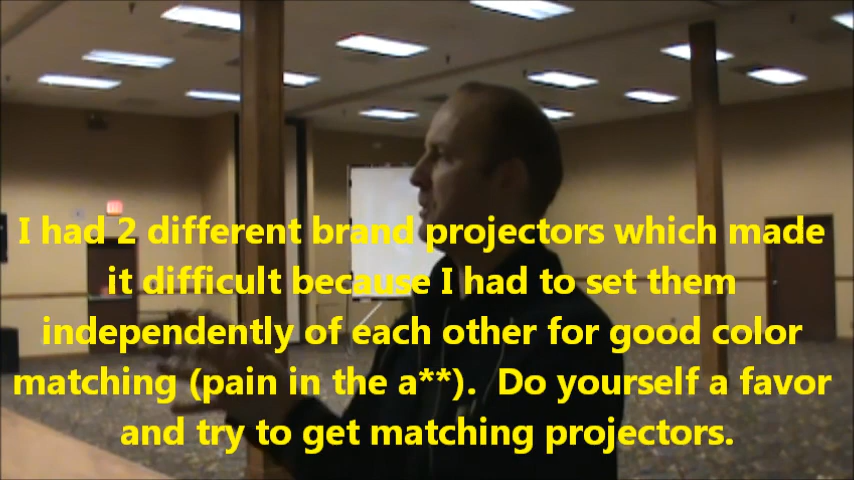 I had 2 different brand projectors which made
it difficult because I had to set them
independently of each other for good color
matching (pain in the a**).  Do yourself a favor
and try to get matching projectors.